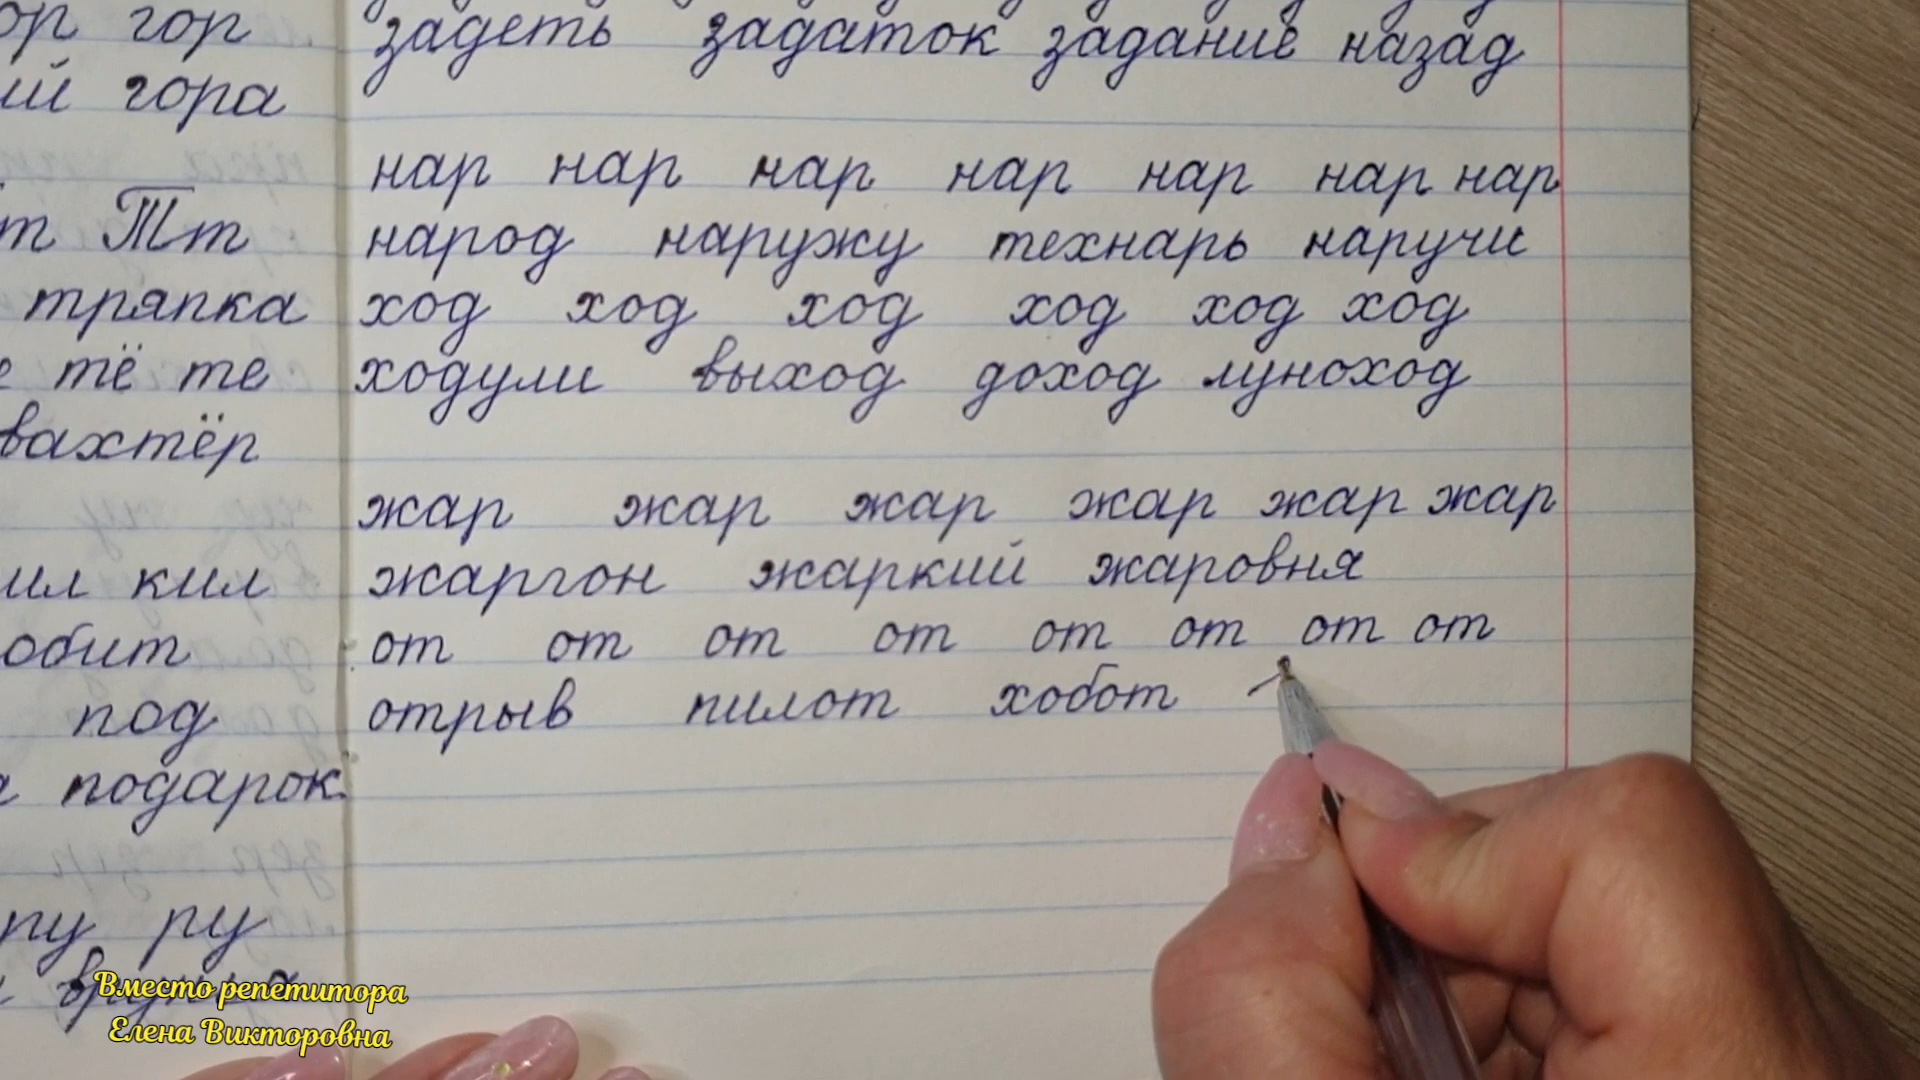 гор
й гора
т Тт
тряпка
тё те
вахтёр
ил кил
обит
под
подарок
ру ру
задеть задаток задание назад
нар нар нар нар нар нар нар
народ наружу технарь наручи
ход ход ход ход ход ход
ходули выход доход луноход
жар жар жар жар жар жар
жаргон жаркий жаровня
от от от от от от от от
отрыв пилот хобот
Вместо репетитора
Елена Викторовна